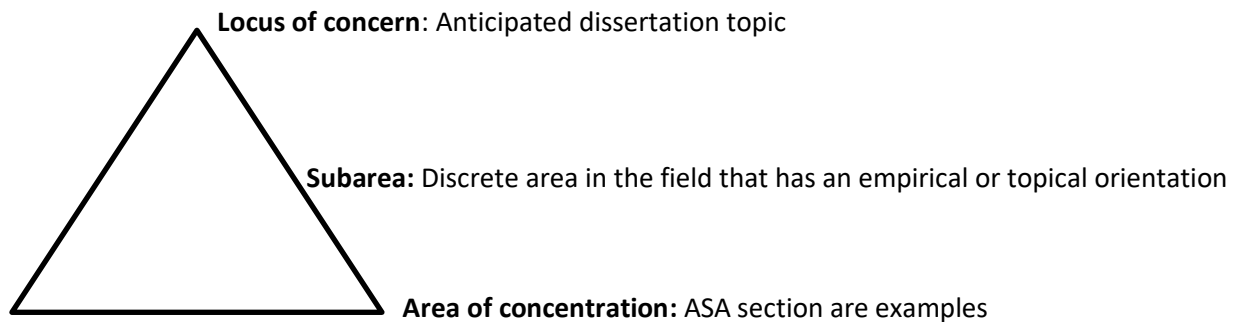 Locus of concern: Anticipated dissertation topic
Subarea: Discrete area in the field that has an empirical or topical orientation
Area of concentration: ASA section are examples